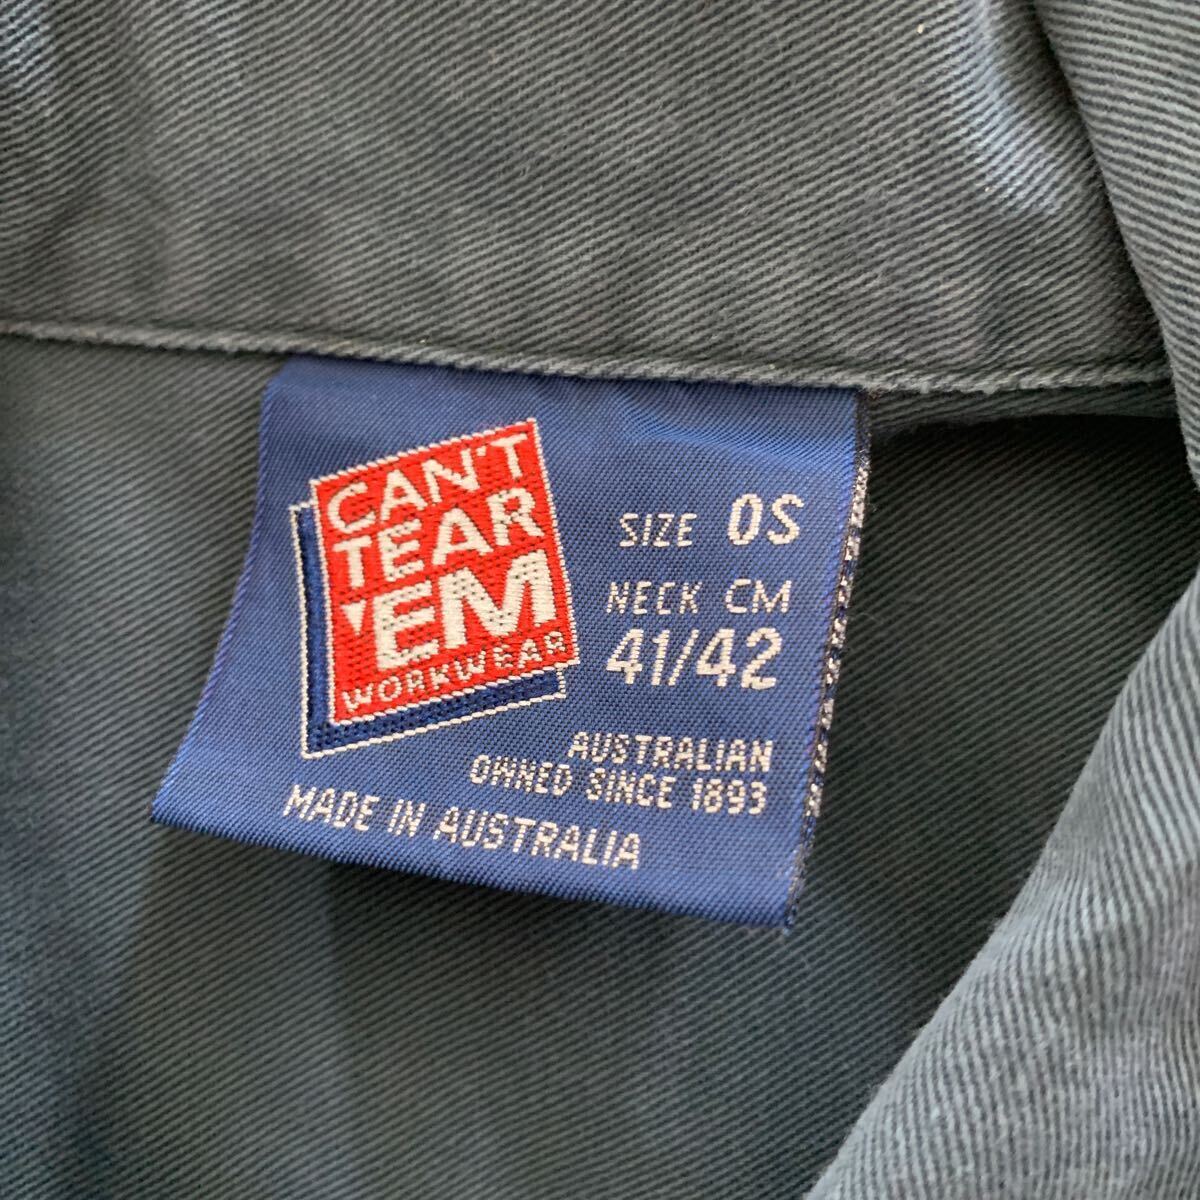 CAN'T
TEAR
'EM
WORKWEAR
SIZE OS
NECK CM
41/42
AUSTRALIAN
OWNED SINCE 1893
MADE IN AUSTRALIA